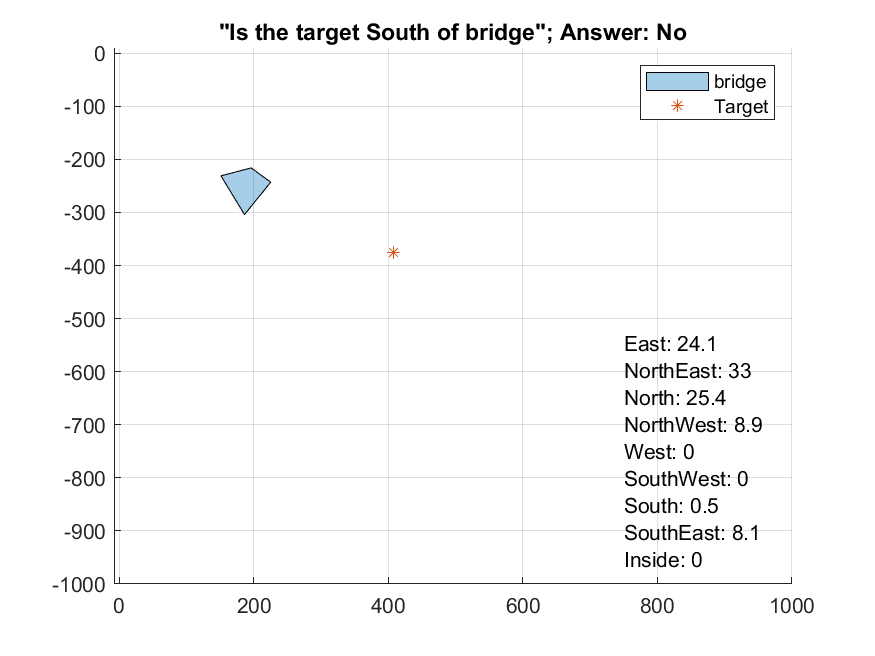 "Is the target South of bridge"; Answer: No
0
-100
-200
-300
-400
-500
-600
-700
-800
-900
-1000
0
200
400
600
800
1000
bridge
Target
East: 24.1
NorthEast: 33
North: 25.4
NorthWest: 8.9
West: 0
SouthWest: 0
South: 0.5
SouthEast: 8.1
Inside: 0